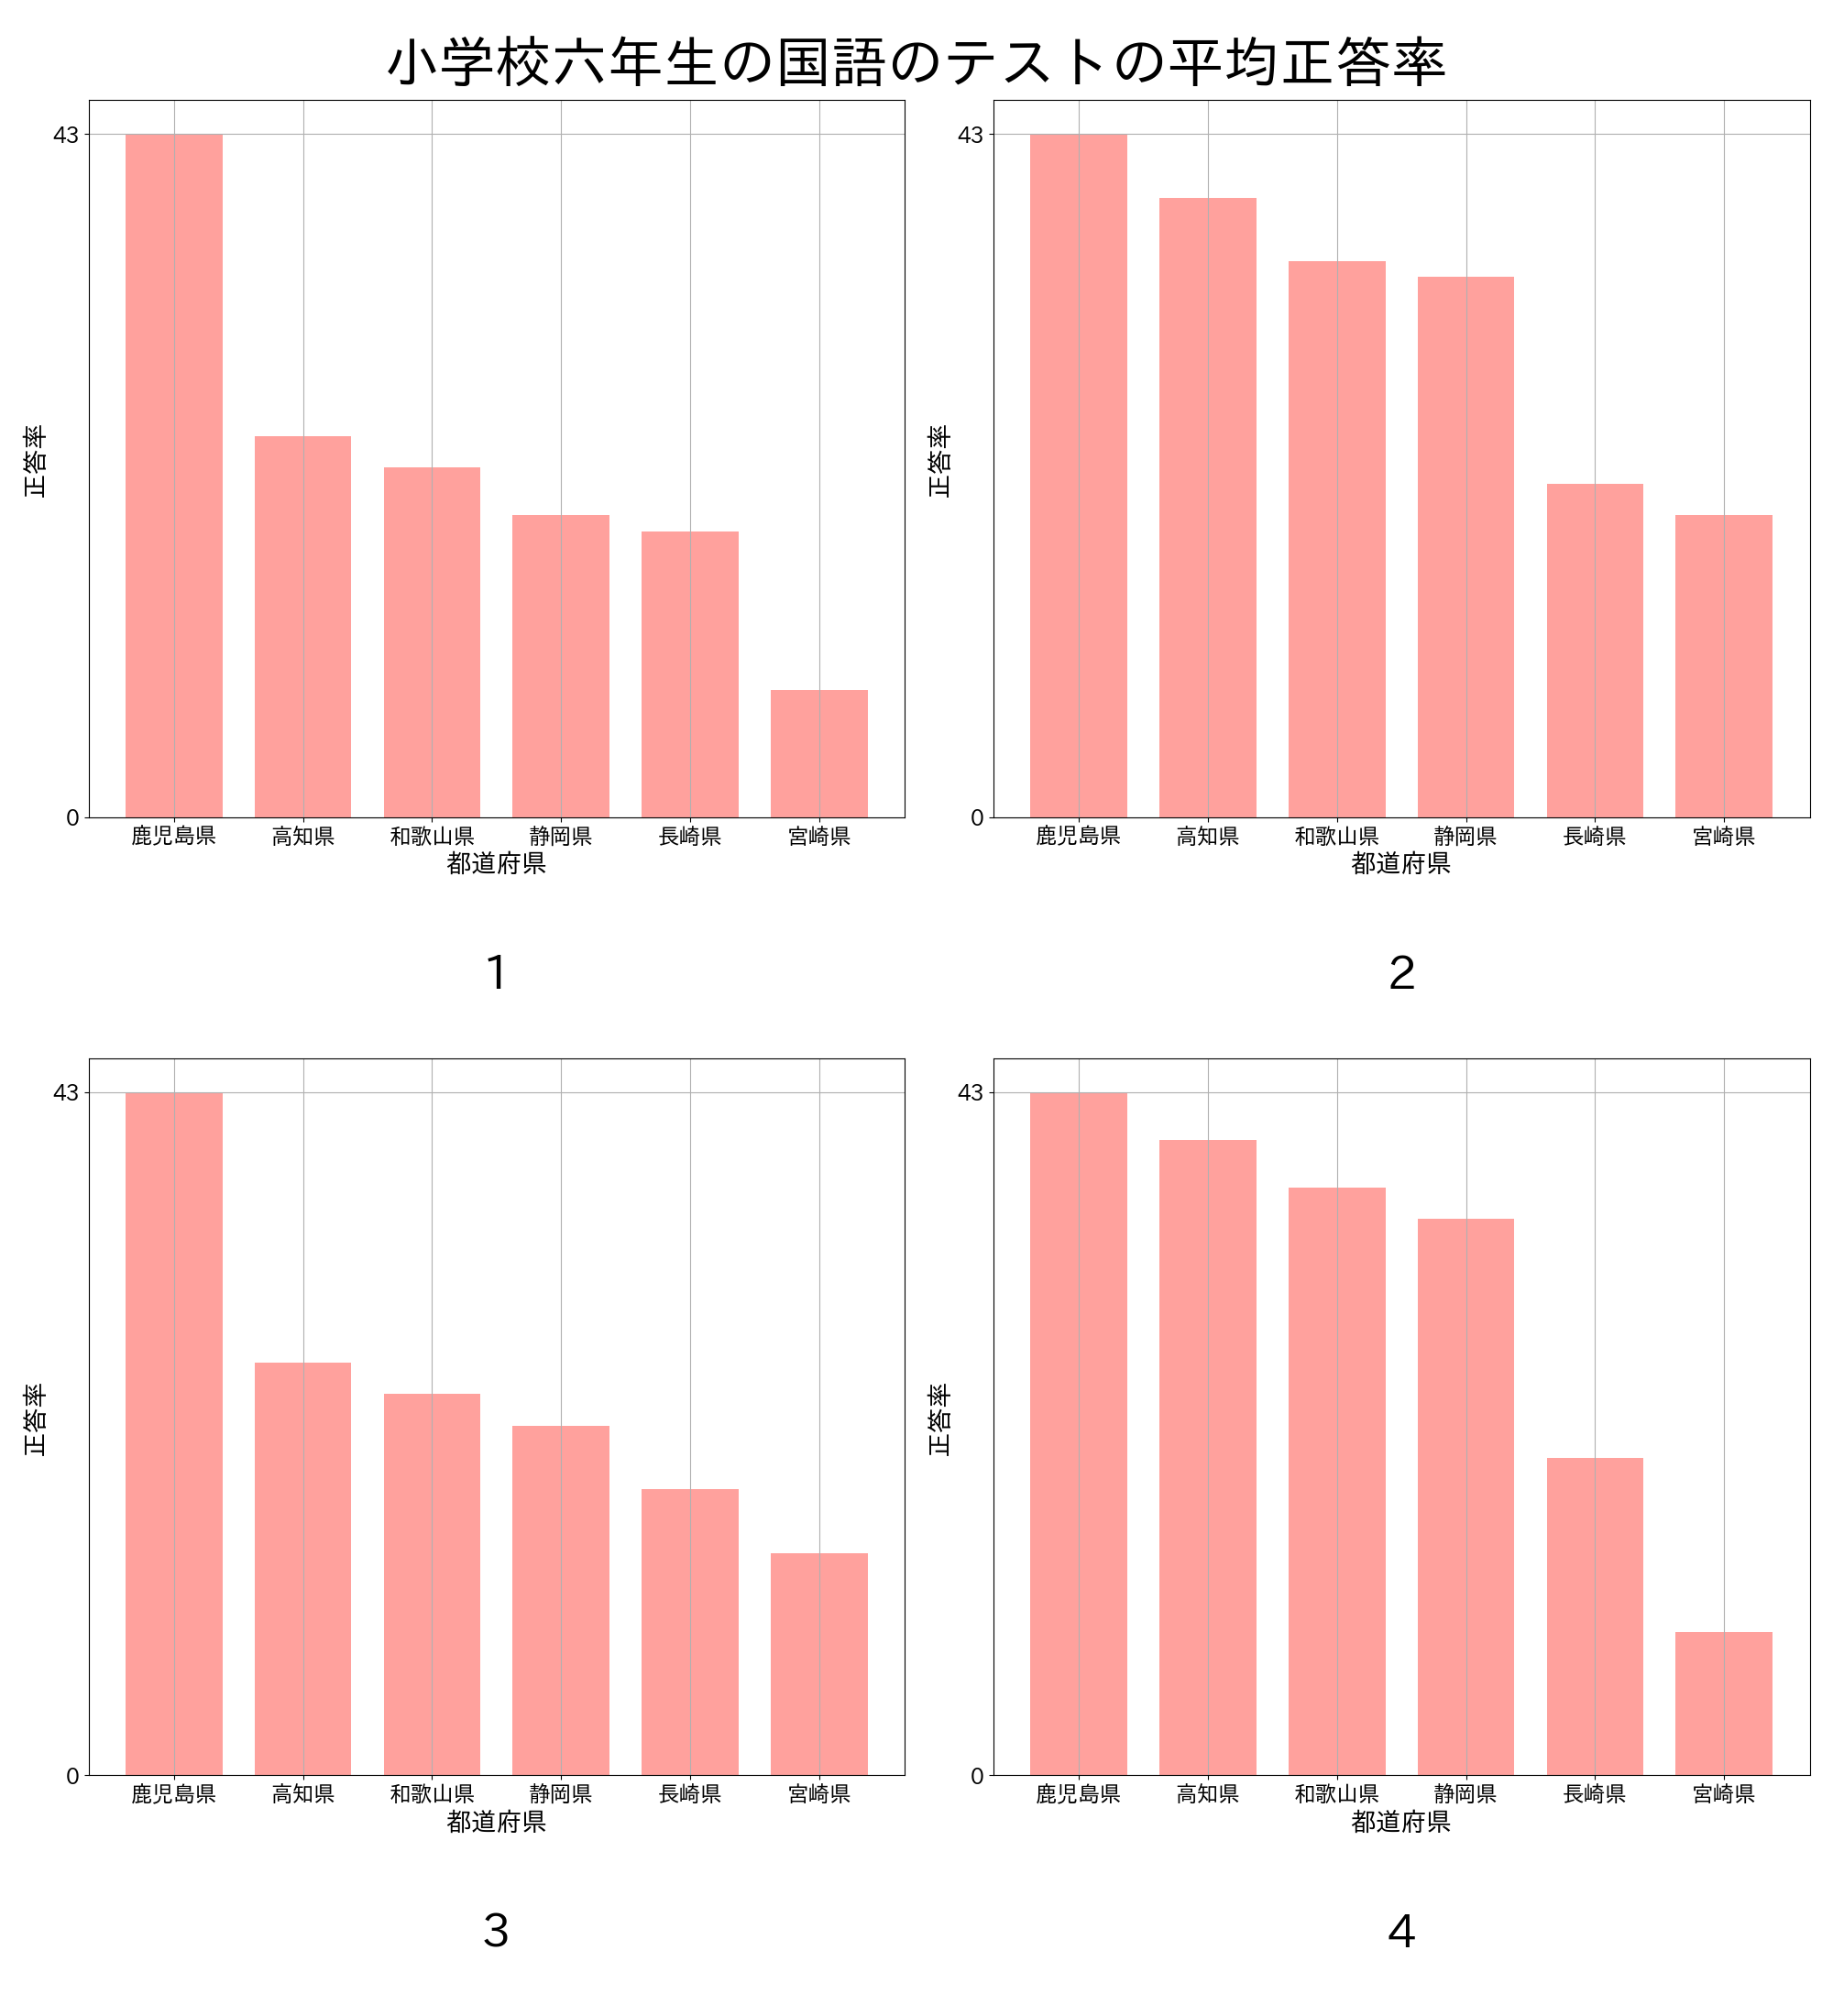 小学校六年生の国語のテストの平均正答率
43
0
正答率
鹿児島県 高知県 和歌山県 静岡県 長崎県 宮崎県
都道府県
1
43
0
正答率
鹿児島県 高知県 和歌山県 静岡県 長崎県 宮崎県
都道府県
2
43
0
正答率
鹿児島県 高知県 和歌山県 静岡県 長崎県 宮崎県
都道府県
3
43
0
正答率
鹿児島県 高知県 和歌山県 静岡県 長崎県 宮崎県
都道府県
4